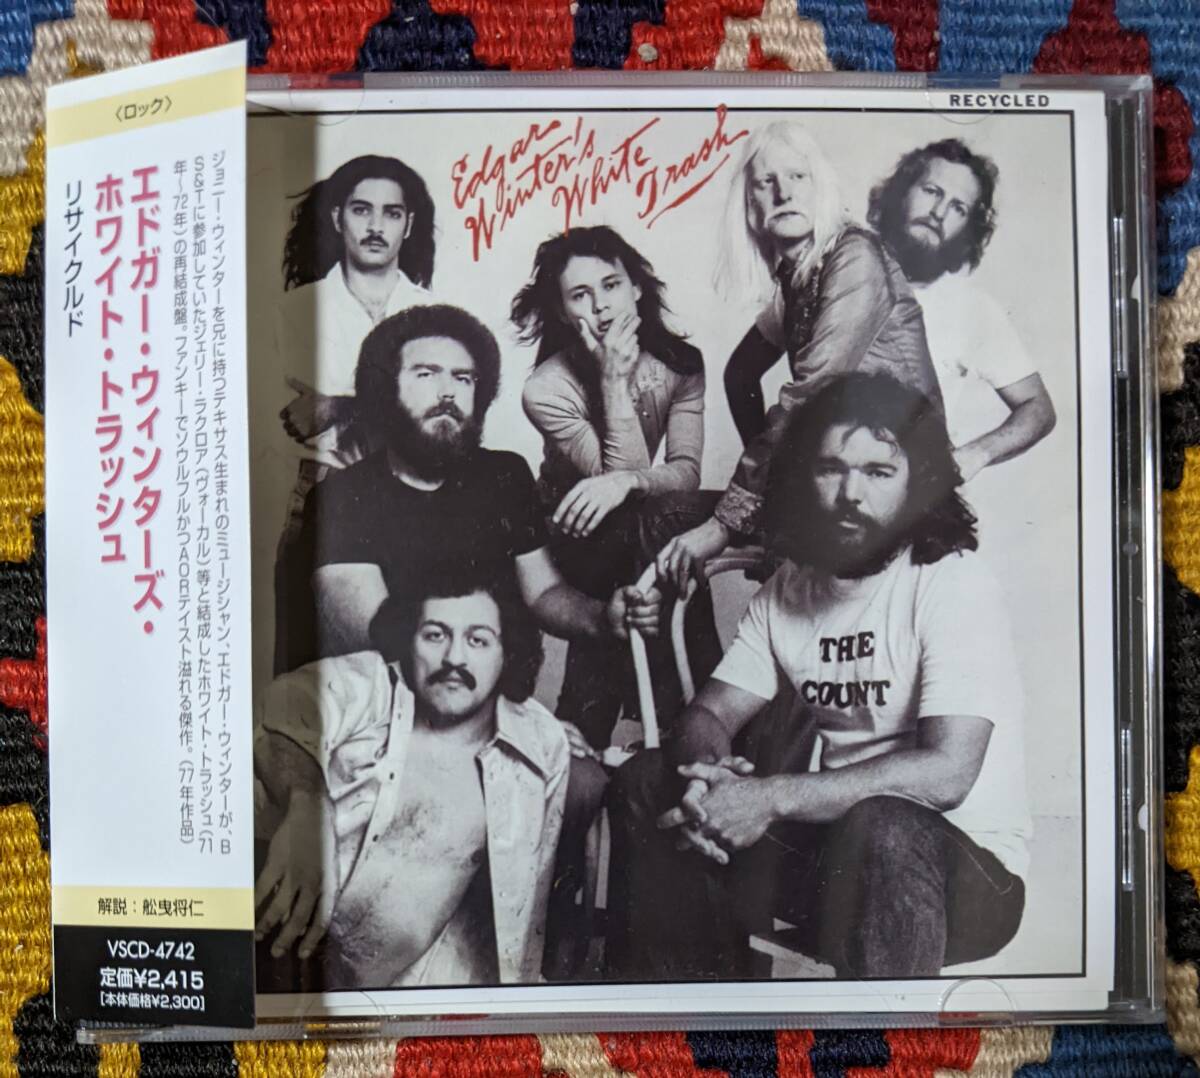 〈ロック〉
エドガー・ウィンターズ・
ホワイト・トラッシュ
リサイクルド
ジョニー・ウィンターを兄に持つテキサス生まれのミュージシャン、エドガー・ウィンターが、B
S&Tに参加していたジェリー・ラクロア(ヴォーカル)等と結成したホワイト・トラッシュ(71
年〜72年)の再結成盤。ファンキーでソウルフルかつAORテイスト溢れる傑作。(77年作品)
解説:舩曳将仁
VSCD-4742
定価¥2,415
[本体価格¥2,300]
RECYCLED
Edgar
Winter's
White
Trash
THE
COUNT